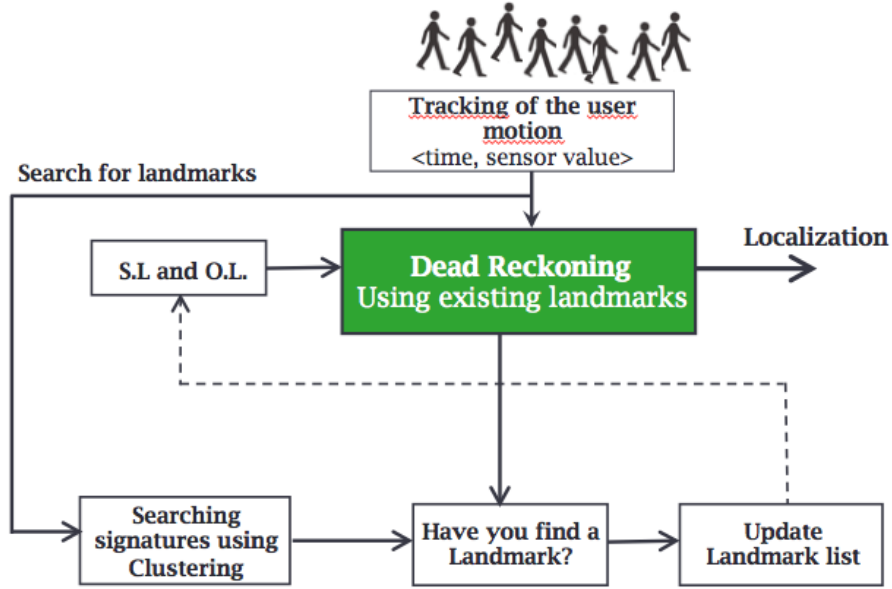 Tracking of the user
motion
<time, sensor value>
Search for landmarks
Localization
S.L and O.L.
Dead Reckoning
Using existing landmarks
Searching
signatures using
Clustering
Have you find a
Landmark?
Update
Landmark list